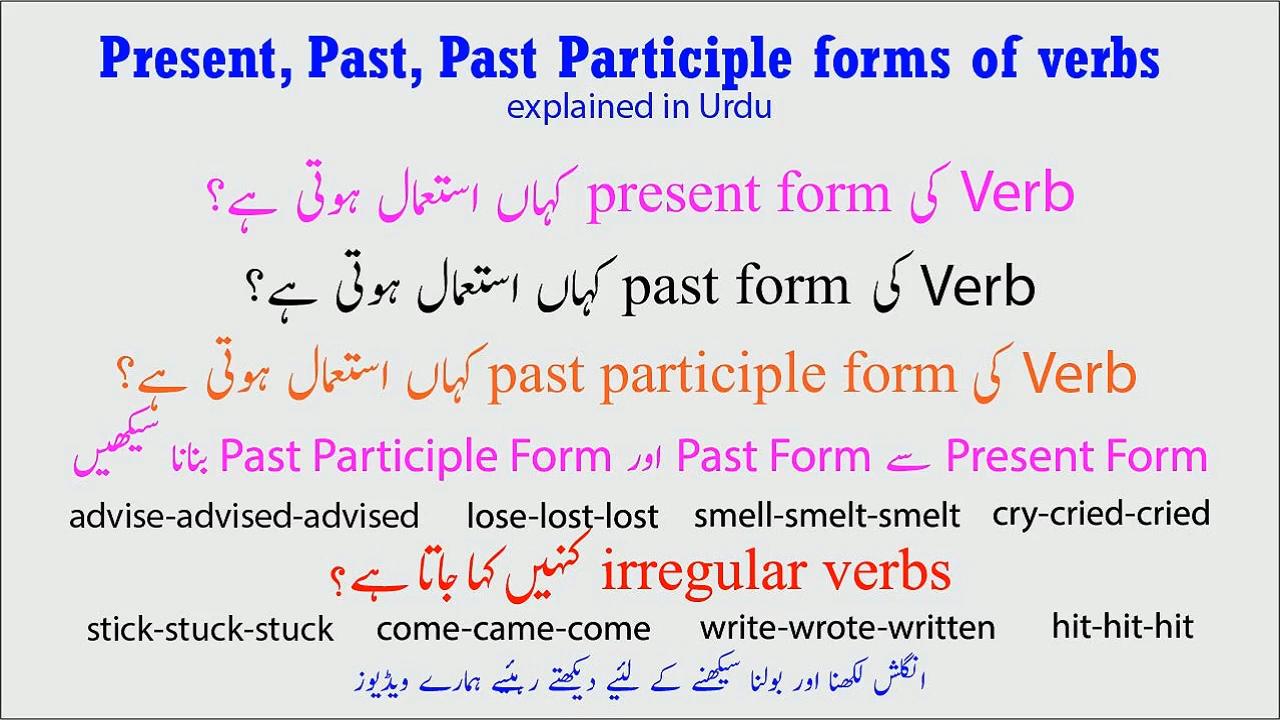 Present, Past, Past Participle forms of verbs
explained in Urdu
Verb کی present form کہاں استعمال ہوتی ہے؟
Verb کی past form کہاں استعمال ہوتی ہے؟
Verb کی past participle form کہاں استعمال ہوتی ہے؟
Present Form سے Past Form اور Past Participle Form بنانا سیکھیں
advise-advised-advised lose-lost-lost smell-smelt-smelt cry-cried-cried
irregular verbs کنہیں کہا جاتا ہے؟
stick-stuck-stuck come-came-come write-wrote-written hit-hit-hit
انگلش لکھنا اور بولنا سیکھنے کے لئیے دیکھتے رہئیے ہمارے ویڈیوز